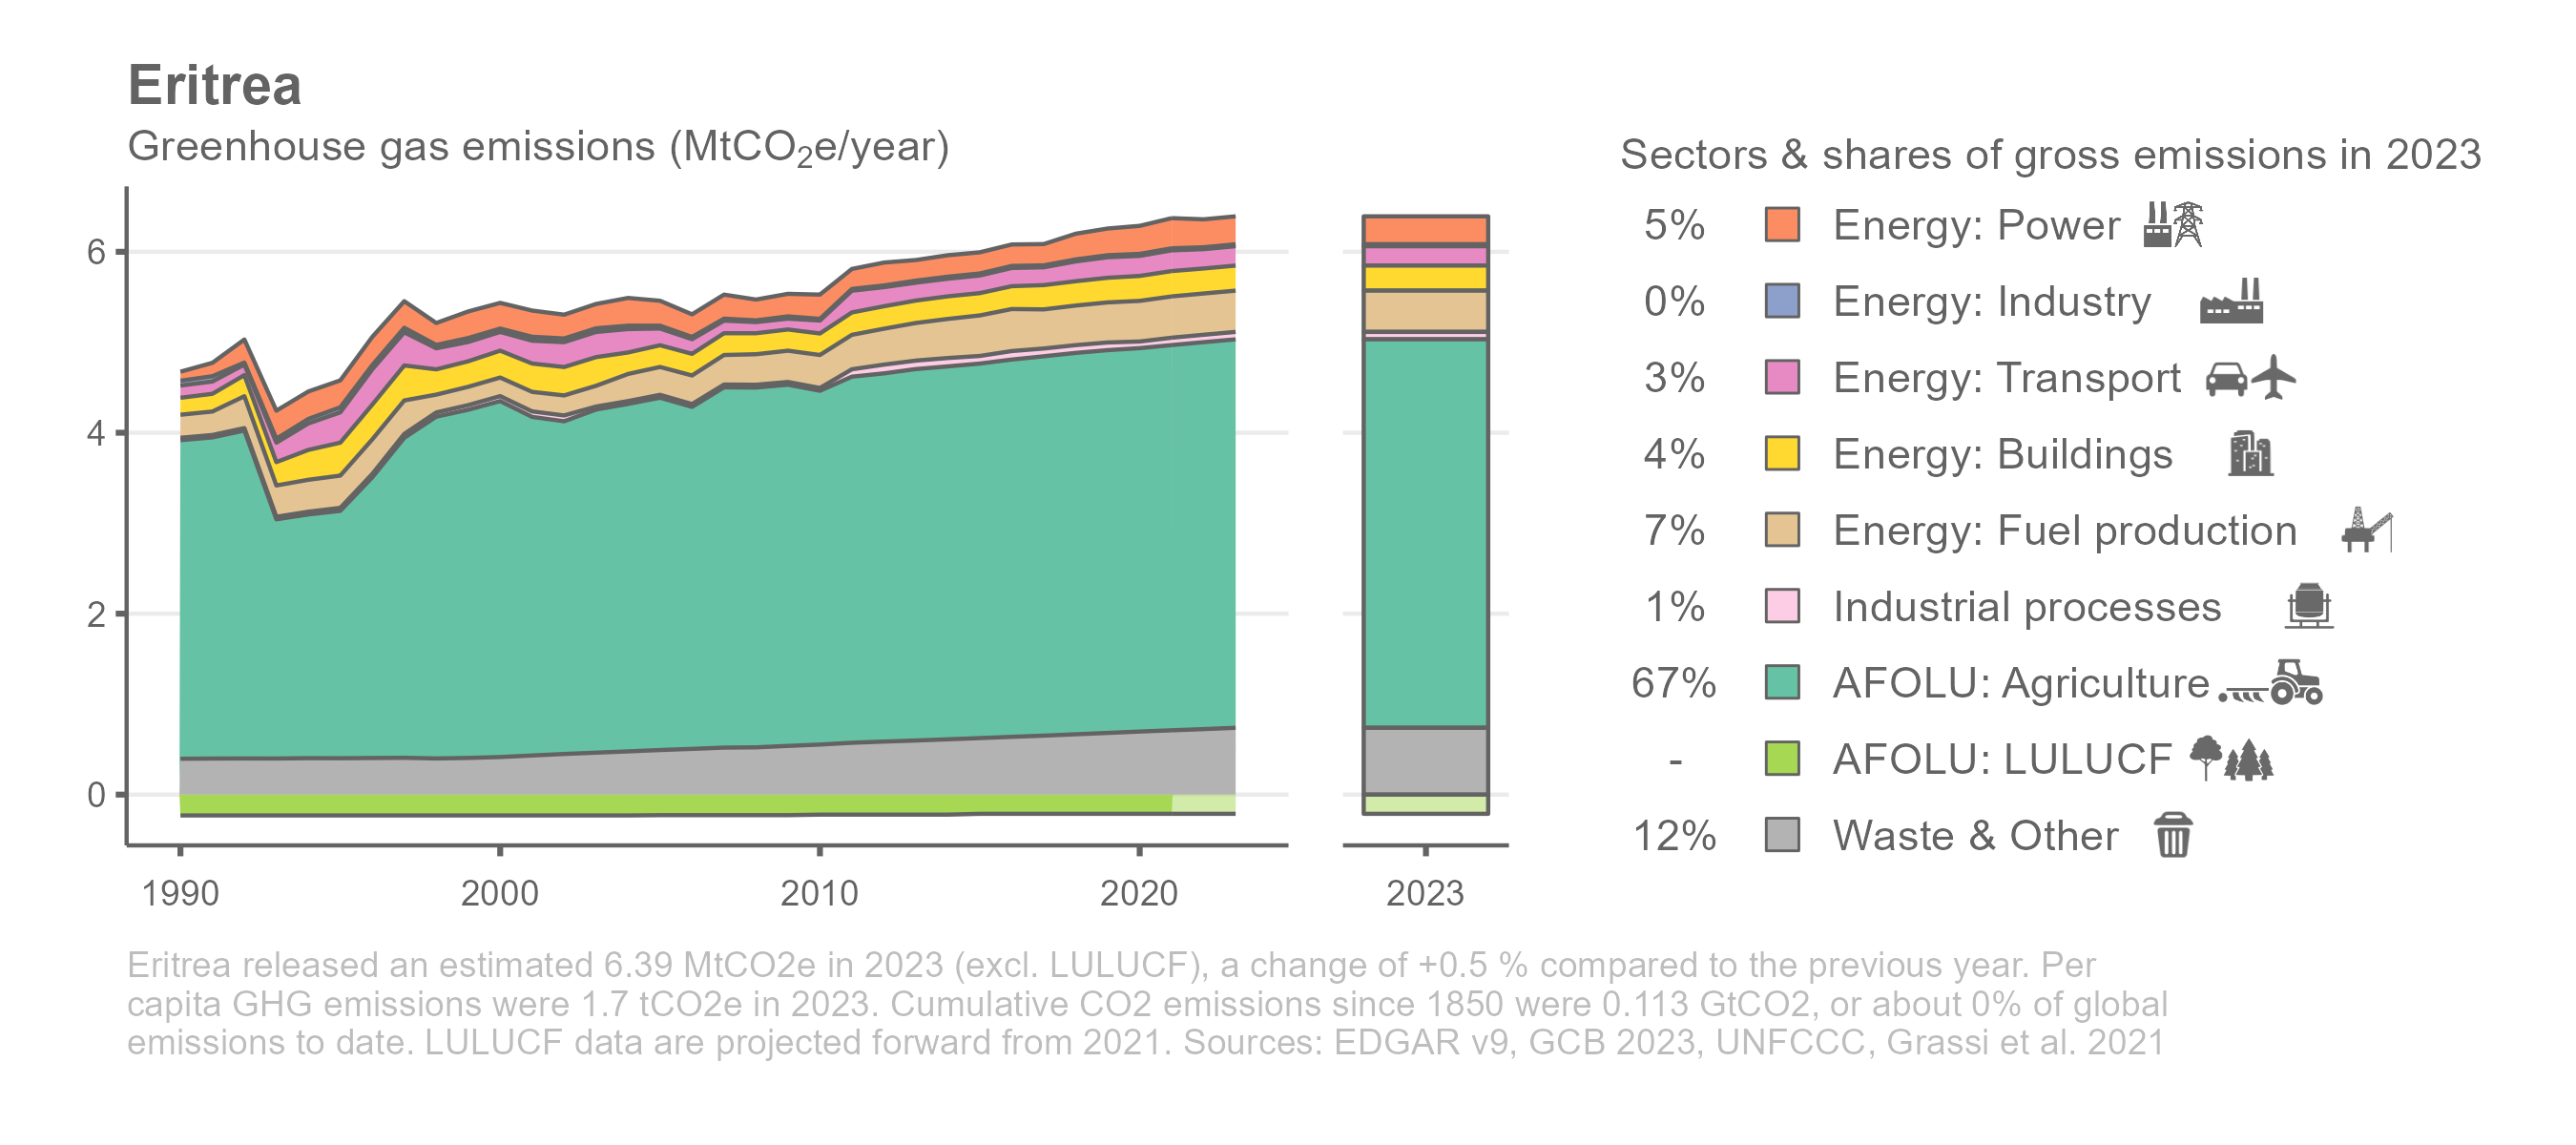 Eritrea
Greenhouse gas emissions (MtCO₂e/year)
6
4
2
0
1990 2000 2010 2020
2023
Sectors & shares of gross emissions in 2023
5% Energy: Power
0% Energy: Industry
3% Energy: Transport
4% Energy: Buildings
7% Energy: Fuel production
1% Industrial processes
67% AFOLU: Agriculture
- AFOLU: LULUCF
12% Waste & Other
Eritrea released an estimated 6.39 MtCO2e in 2023 (excl. LULUCF), a change of +0.5 % compared to the previous year. Per
capita GHG emissions were 1.7 tCO2e in 2023. Cumulative CO2 emissions since 1850 were 0.113 GtCO2, or about 0% of global
emissions to date. LULUCF data are projected forward from 2021. Sources: EDGAR v9, GCB 2023, UNFCCC, Grassi et al. 2021